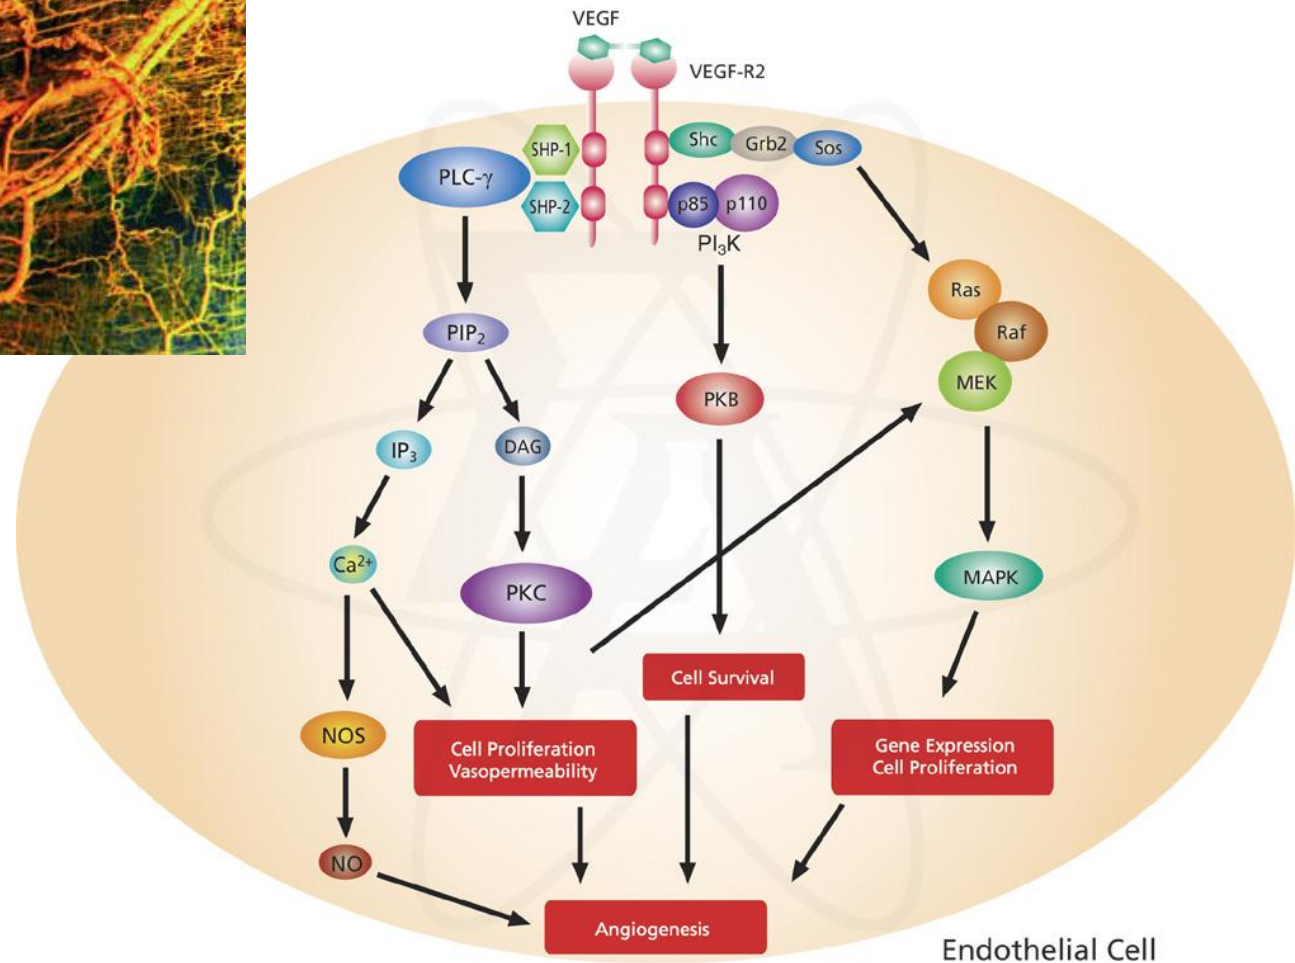 VEGF
VEGF-R2
SHP-1
Shc
Grb2
Sos
PLC-γ
SHP-2
p85
p110
PI₃K
Ras
Raf
PIP₂
MEK
PKB
IP₃
DAG
Ca²⁺
PKC
MAPK
Cell Survival
NOS
Cell Proliferation
Vasopermeability
Gene Expression
Cell Proliferation
NO
Angiogenesis
Endothelial Cell